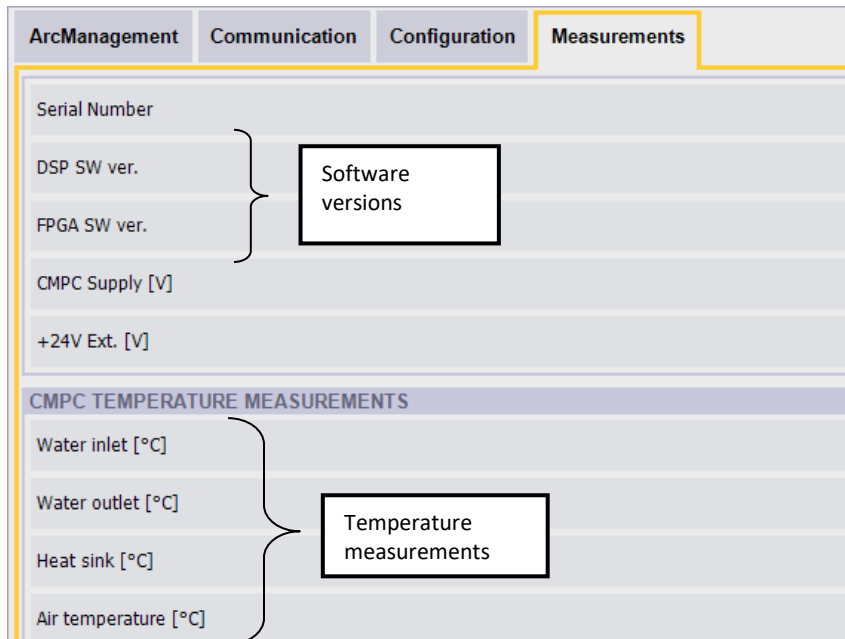 ArcManagement Communication Configuration Measurements
Serial Number
DSP SW ver.
Software
versions
FPGA SW ver.
CMPC Supply [V]
+24V Ext. [V]
CMPC TEMPERATURE MEASUREMENTS
Water inlet [°C]
Water outlet [°C]
Temperature
measurements
Heat sink [°C]
Air temperature [°C]